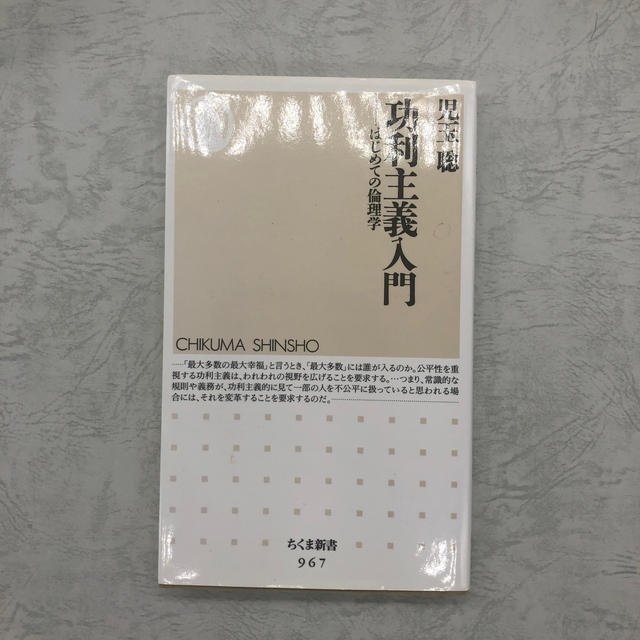 児玉聡
功利主義入門
─はじめての倫理学
CHIKUMA SHINSHO
……「最大多数の最大幸福」と言うとき、「最大多数」には誰が入るのか。公平性を重
視する功利主義は、われわれの視野を広げることを要求する。…つまり、常識的な
規則や義務が、功利主義的に見て一部の人を不公平に扱っていると思われる場
合には、それを変革することを要求するのだ。……
ちくま新書
967